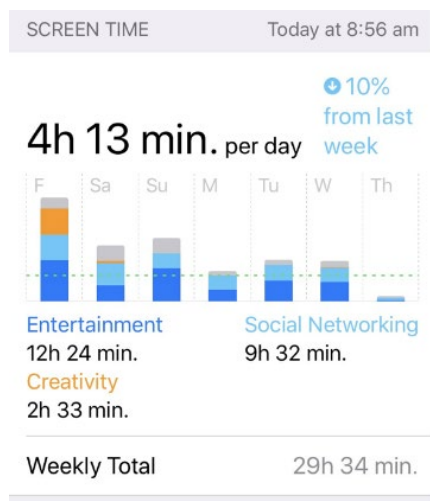 SCREEN TIME Today at 8:56 am
10%
from last
4h 13 min. per day week
F Sa Su M Tu W Th
Entertainment Social Networking
12h 24 min. 9h 32 min.
Creativity
2h 33 min.
Weekly Total 29h 34 min.